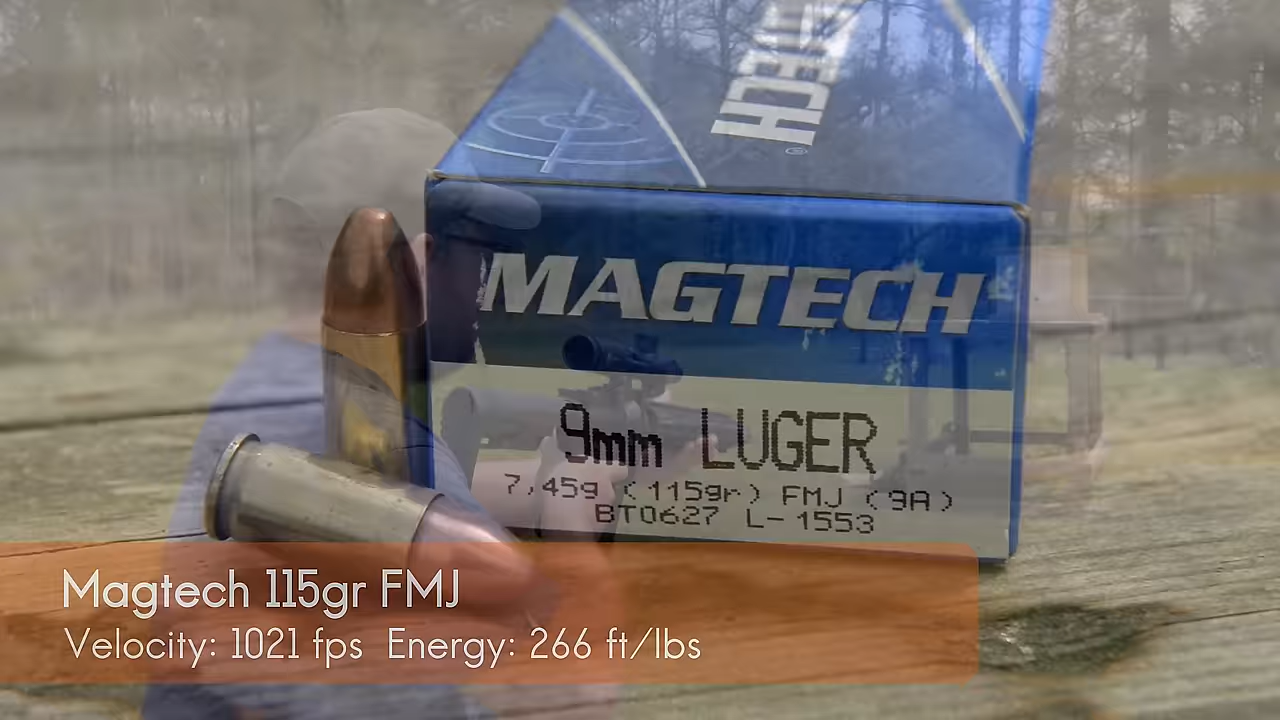 MAGTECH
MAGTECH
9mm LUGER
7,45g (115gr) FMJ (9A)
BT0627 L-1553
Magtech 115gr FMJ
Velocity: 1021 fps Energy: 266 ft/lbs